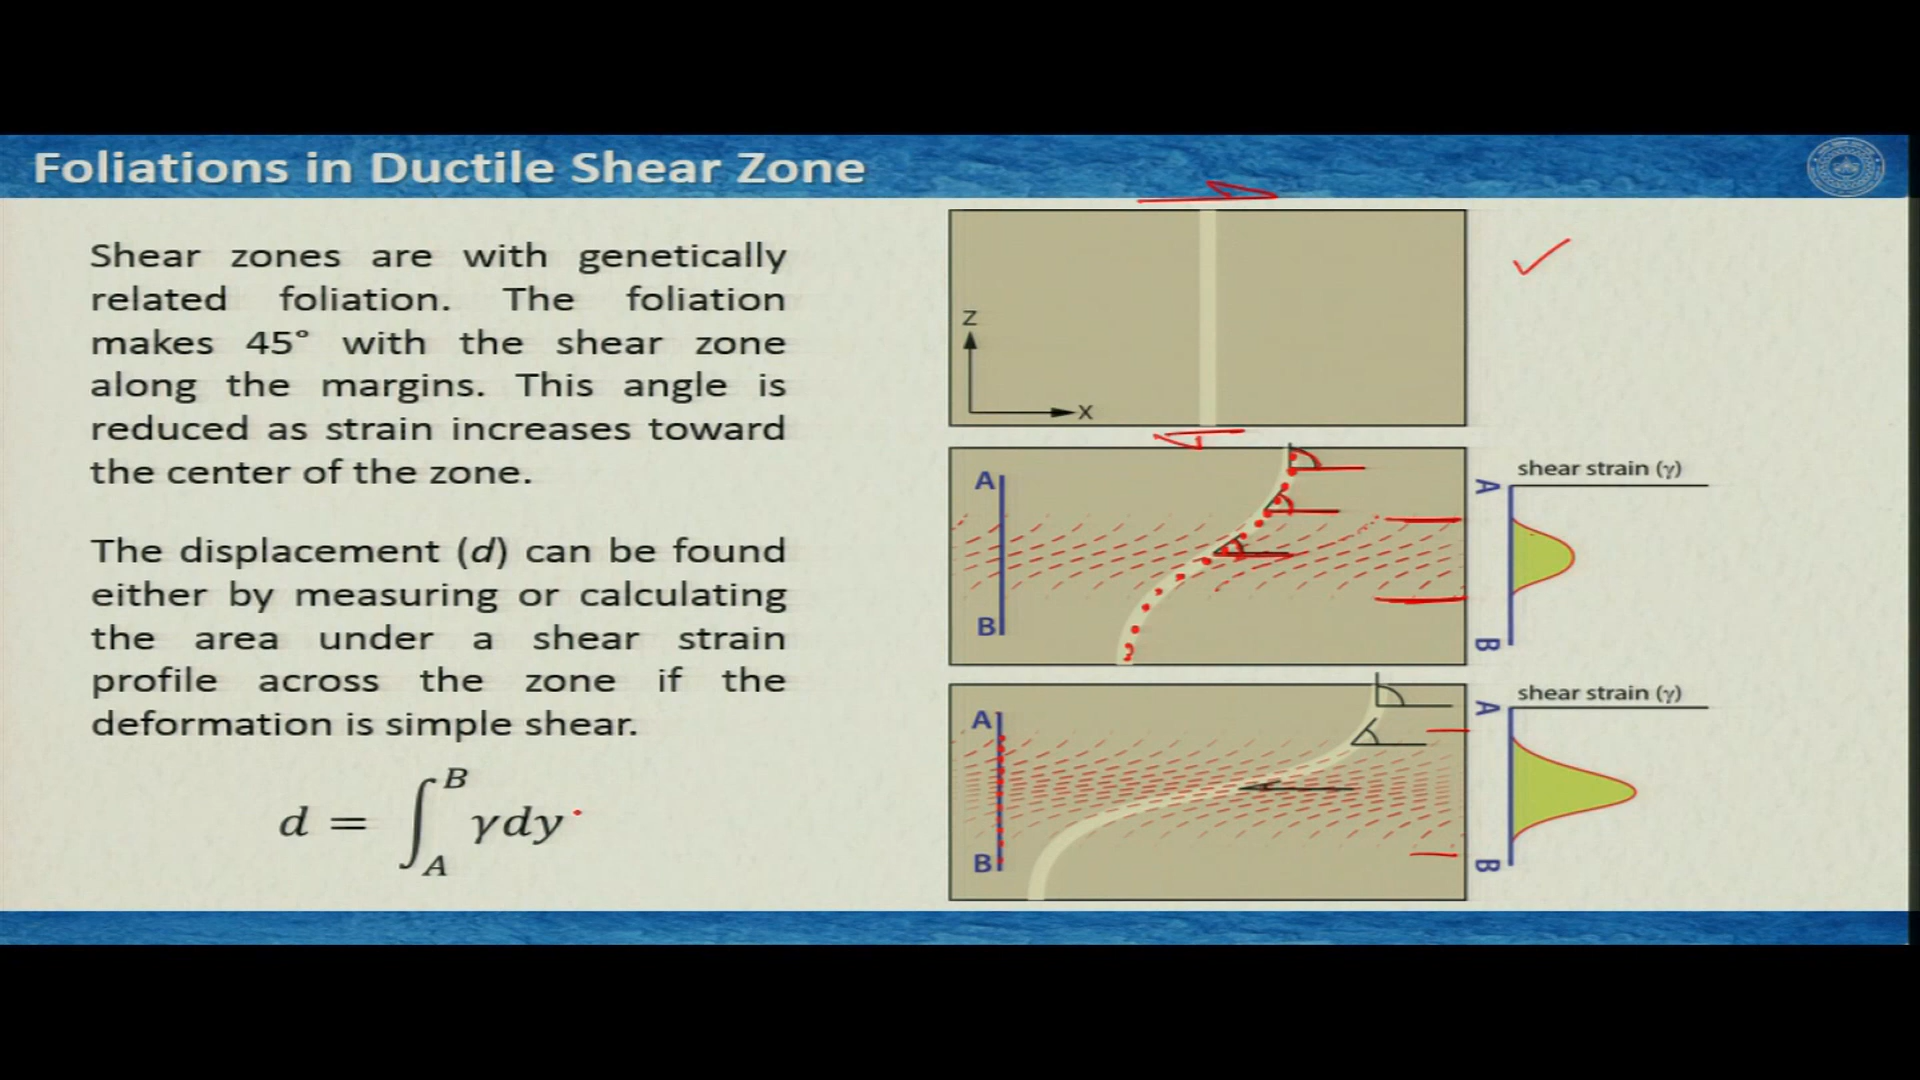 Foliations in Ductile Shear Zone
Shear zones are with genetically
related foliation. The foliation
makes 45° with the shear zone
along the margins. This angle is
reduced as strain increases toward
the center of the zone.
The displacement (d) can be found
either by measuring or calculating
the area under a shear strain
profile across the zone if the
deformation is simple shear.
d = ∫_A^B γdy
Z
X
A
B
shear strain (γ)
A
B
A
B
shear strain (γ)
A
B